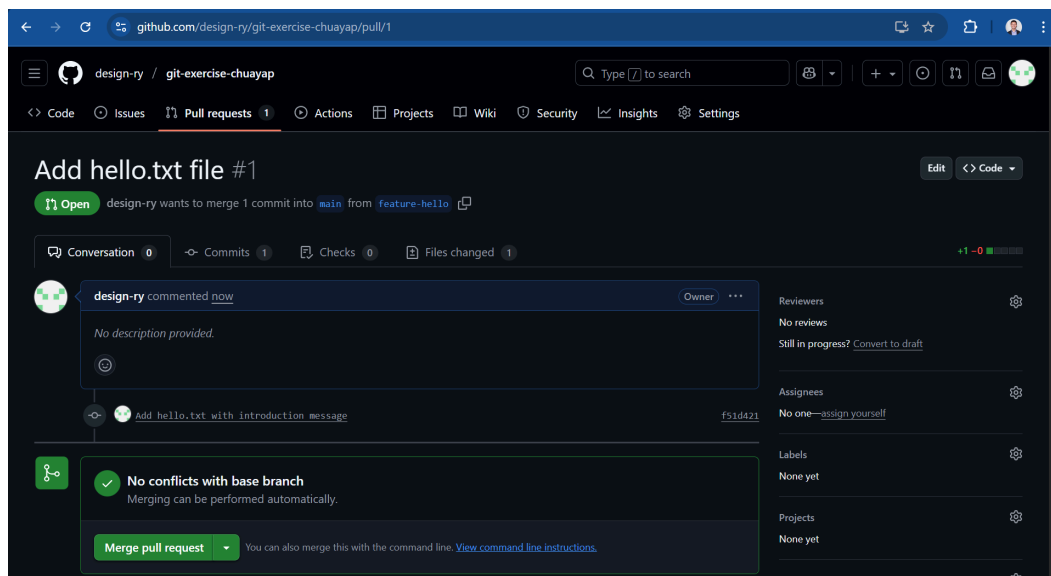 github.com/design-ry/git-exercise-chuayap/pull/1
design-ry / git-exercise-chuayap
Type / to search
Code Issues Pull requests 1 Actions Projects Wiki Security Insights Settings
Add hello.txt file #1
Edit <> Code
Open design-ry wants to merge 1 commit into main from feature-hello
Conversation 0 Commits 1 Checks 0 Files changed 1
+1 −0
design-ry commented now Owner
No description provided.
Add hello.txt with introduction message f51d421
No conflicts with base branch
Merging can be performed automatically.
Merge pull request You can also merge this with the command line. View command line instructions.
Reviewers
No reviews
Still in progress? Convert to draft
Assignees
No one—assign yourself
Labels
None yet
Projects
None yet